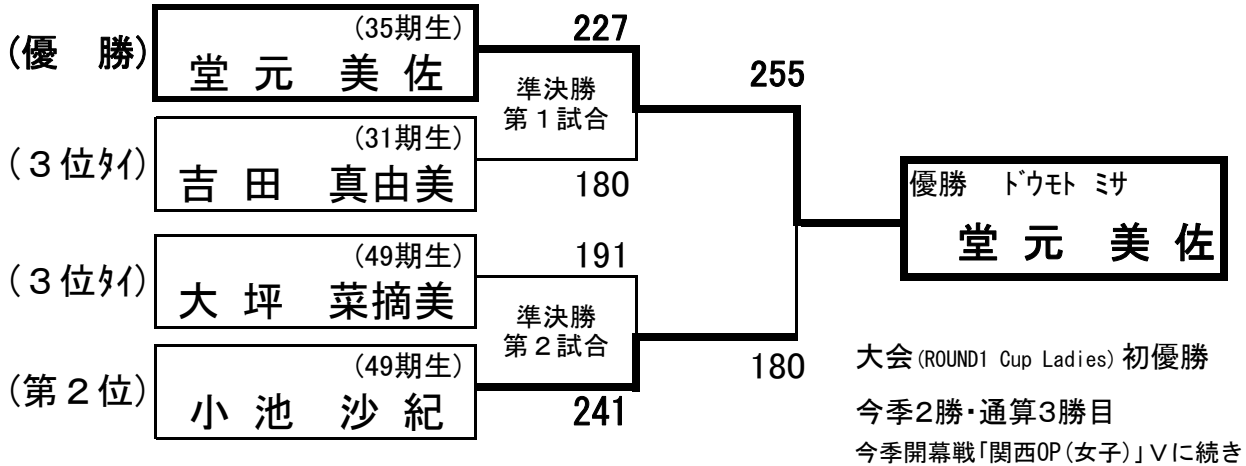 (優　勝)
(35期生)
堂 元　美 佐
227
準決勝
第１試合
(３位ﾀｲ)
(31期生)
吉 田　真由美
180
(３位ﾀｲ)
(49期生)
大 坪　菜摘美
191
準決勝
第２試合
(第２位)
(49期生)
小 池　沙 紀
241
255
180
優勝　ﾄﾞｳﾓﾄ ﾐｻ
堂 元　美 佐
大会(ROUND1 Cup Ladies)初優勝
今季２勝・通算３勝目
今季開幕戦｢関西OP(女子)｣Ｖに続き